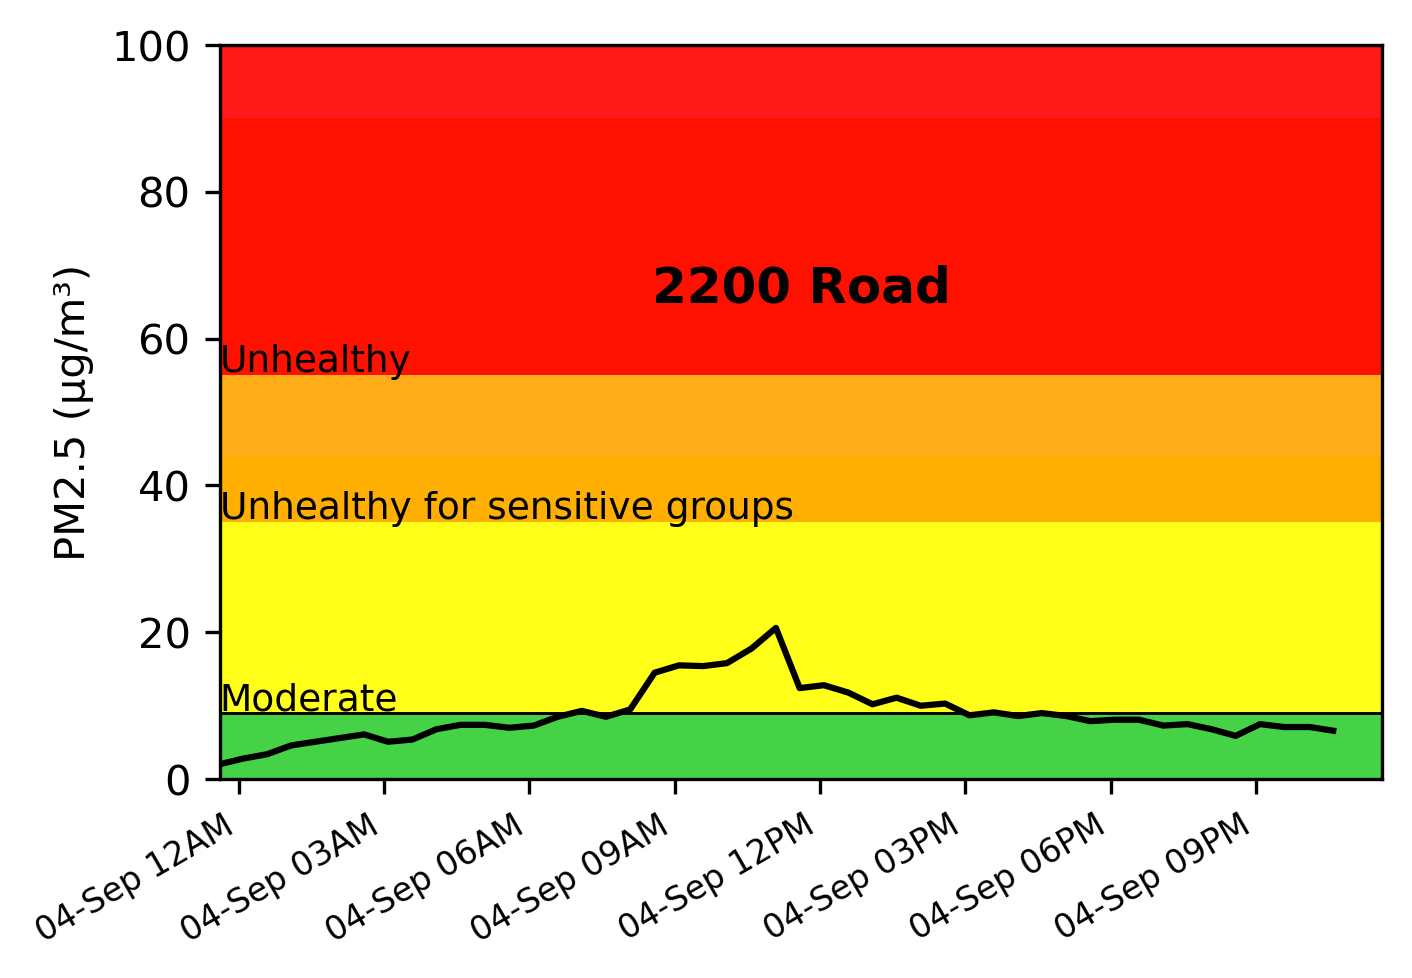 100
80
60
40
20
0
PM2.5 (µg/m³)
2200 Road
Unhealthy
Unhealthy for sensitive groups
Moderate
04-Sep 12AM
04-Sep 03AM
04-Sep 06AM
04-Sep 09AM
04-Sep 12PM
04-Sep 03PM
04-Sep 06PM
04-Sep 09PM